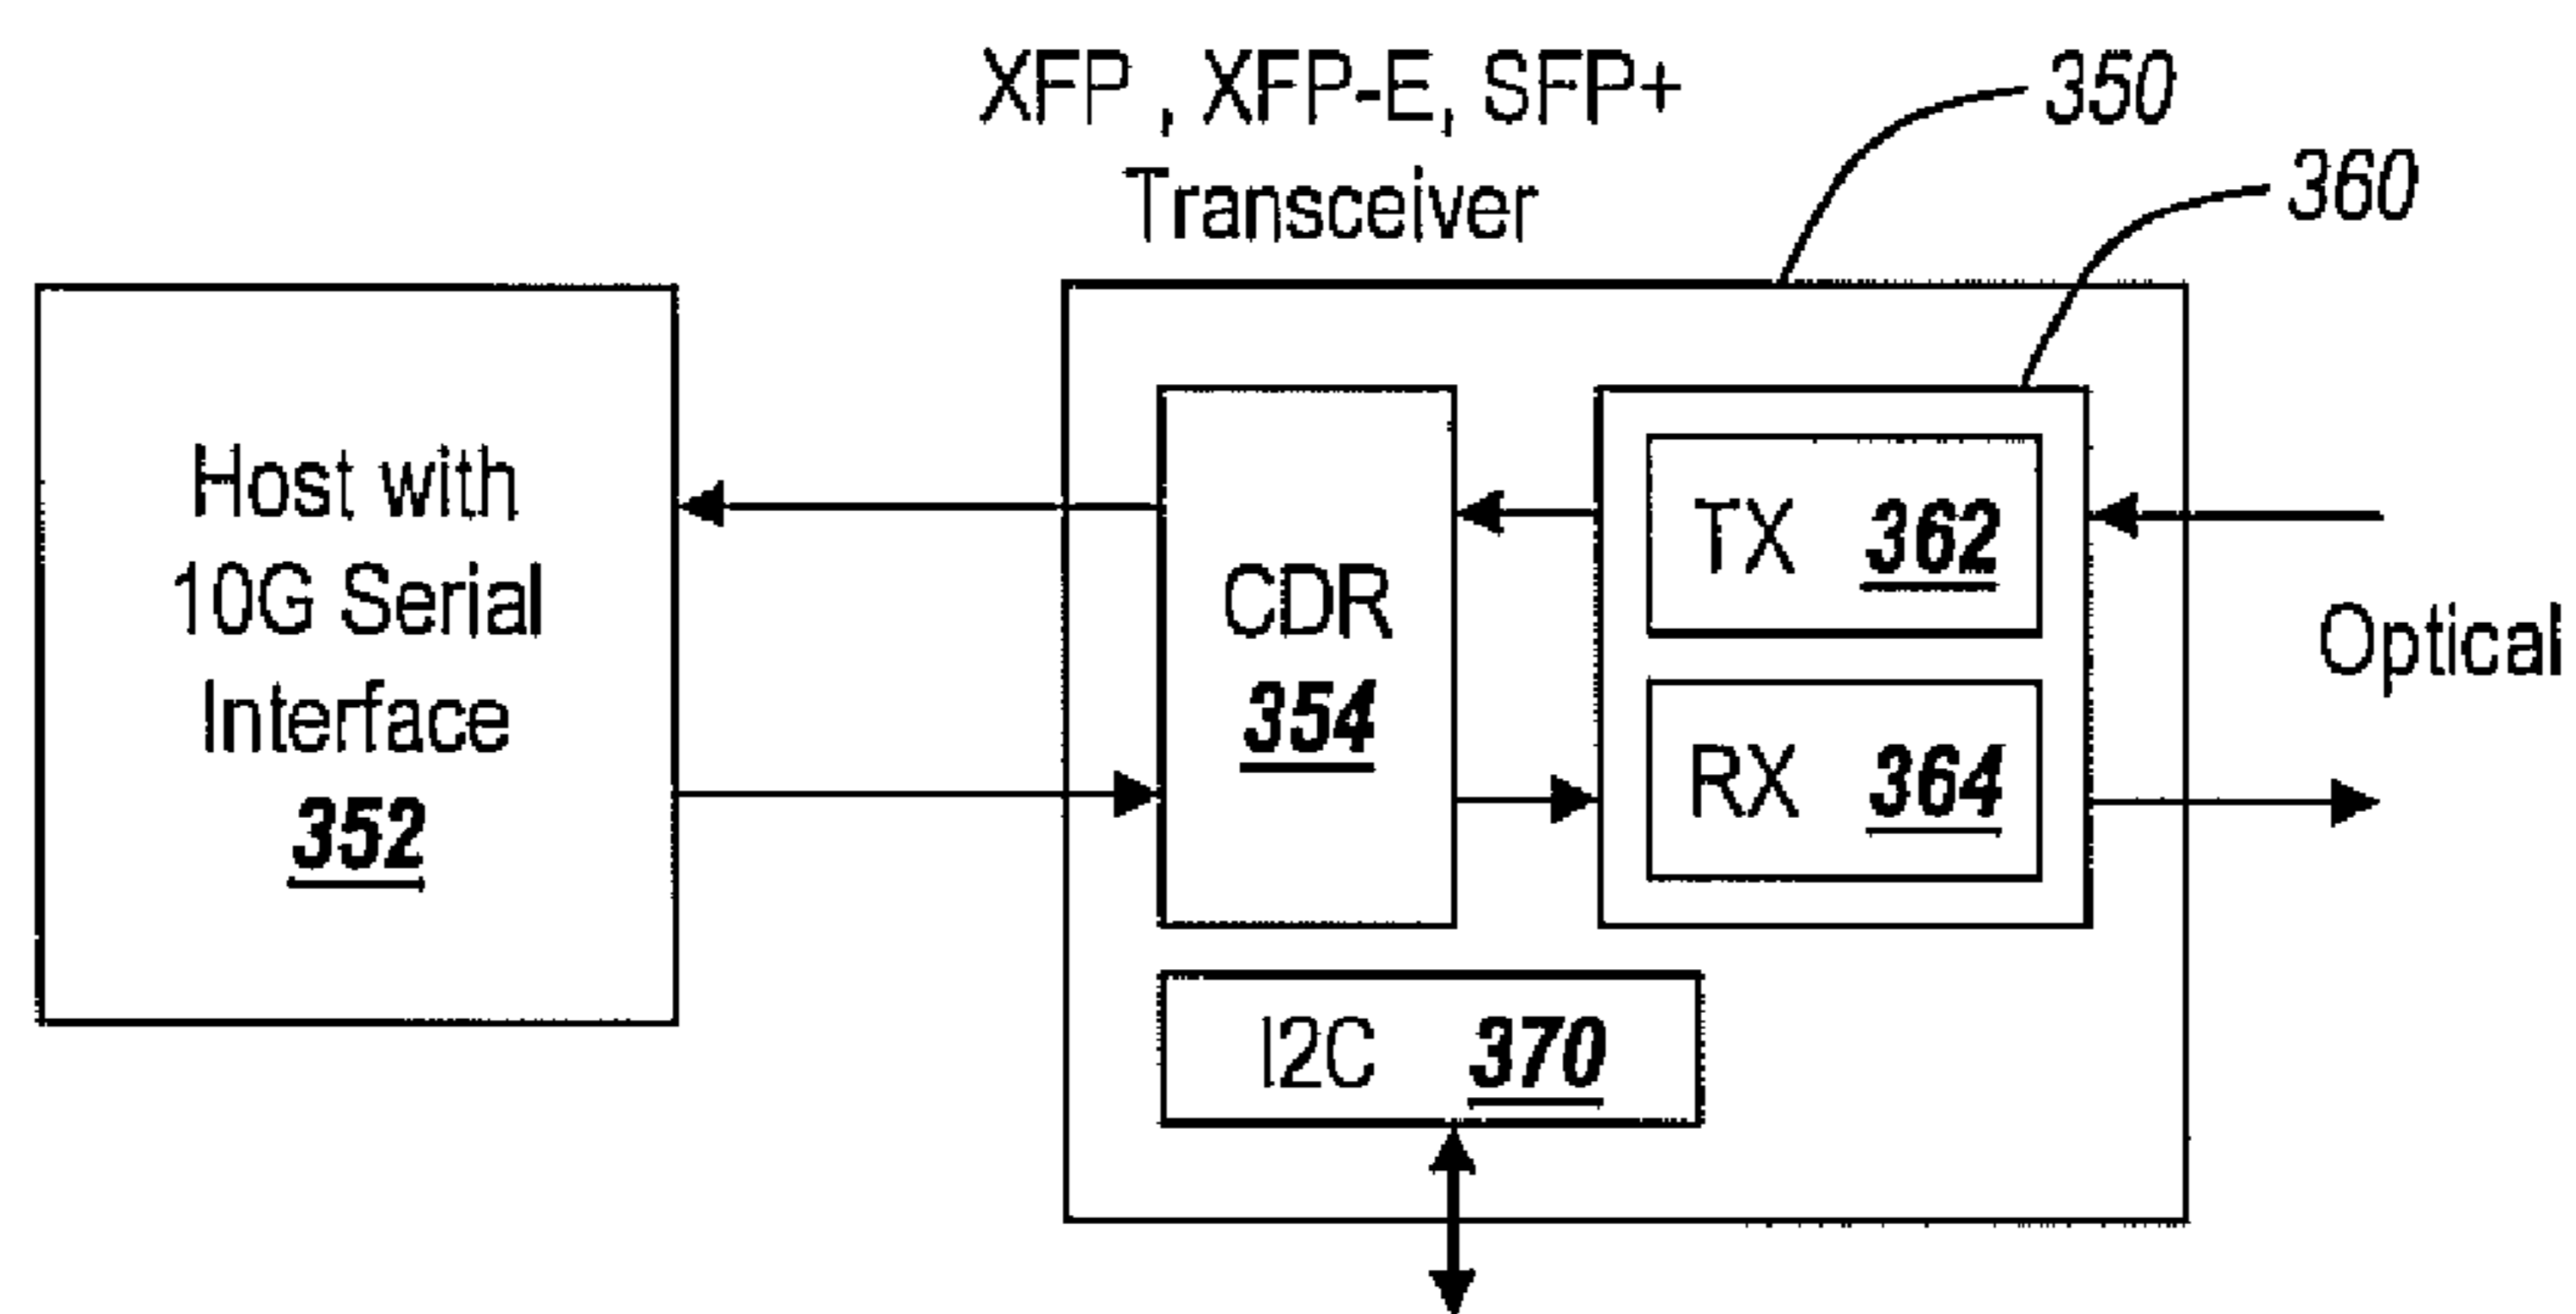 XFP , XFP-E, SFP+
Transceiver
350
360
Host with
10G Serial
Interface
352
CDR
354
TX 362
RX 364
Optical
I2C 370